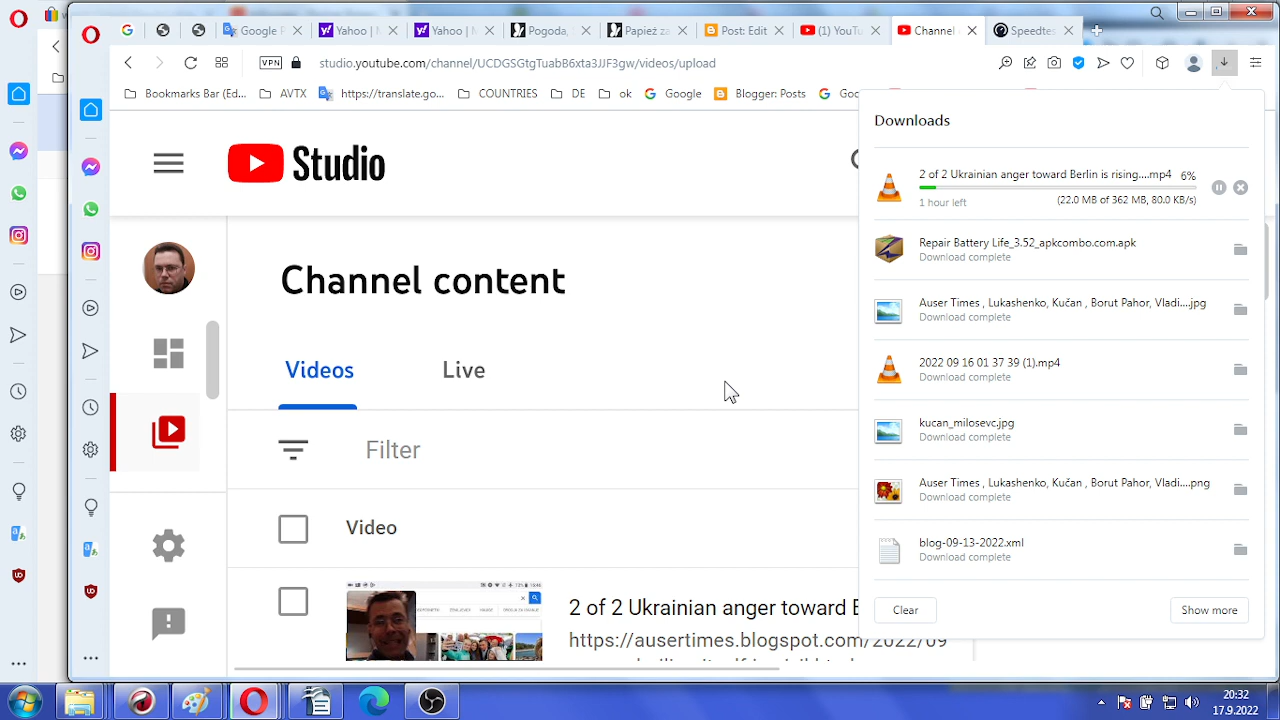 Google P
Yahoo |
Yahoo | N
Pogoda,
Papież za
Post: Edit
(1) YouTu
Channel
Speedtes
VPN
studio.youtube.com/channel/UCDGSGtgTuabB6xta3JJF3gw/videos/upload
Bookmarks Bar (Ed...
AVTX
https://translate.go...
COUNTRIES
DE
ok
Google
Blogger: Posts
Goo
Studio
Channel content
Videos
Live
Filter
Video
2 of 2 Ukrainian anger toward B
https://ausertimes.blogspot.com/2022/09
Downloads
2 of 2 Ukrainian anger toward Berlin is rising....mp4
6%
1 hour left
(22.0 MB of 362 MB, 80.0 KB/s)
Repair Battery Life_3.52_apkcombo.com.apk
Download complete
Auser Times , Lukashenko, Kučan , Borut Pahor, Vladi....jpg
Download complete
2022 09 16 01 37 39 (1).mp4
Download complete
kucan_milosevc.jpg
Download complete
Auser Times , Lukashenko, Kučan , Borut Pahor, Vladi....png
Download complete
blog-09-13-2022.xml
Download complete
Clear
Show more
20:32
17.9.2022